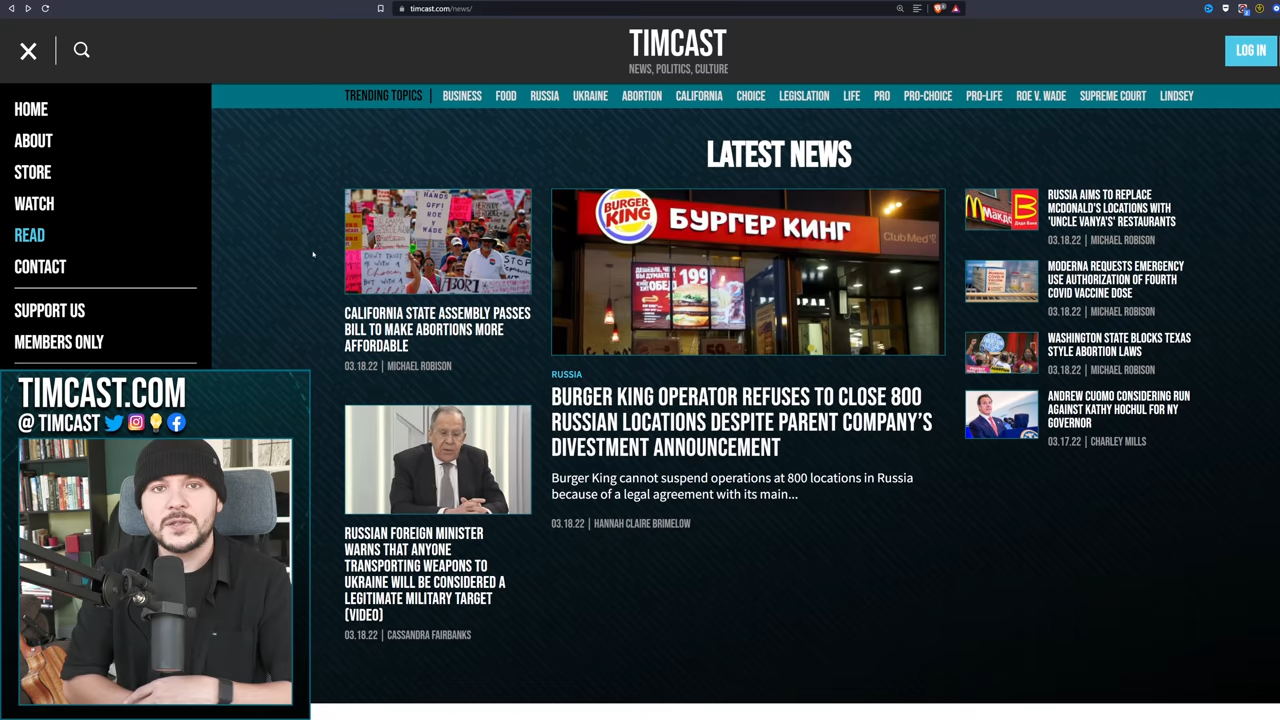 timcast.com/news/
TIMCAST
NEWS, POLITICS, CULTURE
LOG IN
HOME
ABOUT
STORE
WATCH
READ
CONTACT
SUPPORT US
MEMBERS ONLY
TRENDING TOPICS
BUSINESS
FOOD
RUSSIA
UKRAINE
ABORTION
CALIFORNIA
CHOICE
LEGISLATION
LIFE
PRO
PRO-CHOICE
PRO-LIFE
ROE V. WADE
SUPREME COURT
LINDSEY
LATEST NEWS
HANDS
OFF!
ROE
V
WADE
STOP
CALIFORNIA STATE ASSEMBLY PASSES
BILL TO MAKE ABORTIONS MORE
AFFORDABLE
03.18.22 | MICHAEL ROBISON
RUSSIAN FOREIGN MINISTER
WARNS THAT ANYONE
TRANSPORTING WEAPONS TO
UKRAINE WILL BE CONSIDERED A
LEGITIMATE MILITARY TARGET
(VIDEO)
03.18.22 | CASSANDRA FAIRBANKS
BURGER
KING
БУРГЕР КИНГ
Club Med
199
RUSSIA
BURGER KING OPERATOR REFUSES TO CLOSE 800
RUSSIAN LOCATIONS DESPITE PARENT COMPANY'S
DIVESTMENT ANNOUNCEMENT
Burger King cannot suspend operations at 800 locations in Russia
because of a legal agreement with its main...
03.18.22 | HANNAH CLAIRE BRIMELOW
RUSSIA AIMS TO REPLACE
MCDONALD'S LOCATIONS WITH
'UNCLE VANYA'S' RESTAURANTS
03.18.22 | MICHAEL ROBISON
MODERNA REQUESTS EMERGENCY
USE AUTHORIZATION OF FOURTH
COVID VACCINE DOSE
03.18.22 | MICHAEL ROBISON
WASHINGTON STATE BLOCKS TEXAS
STYLE ABORTION LAWS
03.18.22 | MICHAEL ROBISON
ANDREW CUOMO CONSIDERING RUN
AGAINST KATHY HOCHUL FOR NY
GOVERNOR
03.17.22 | CHARLEY MILLS
TIMCAST.COM
@ TIMCAST